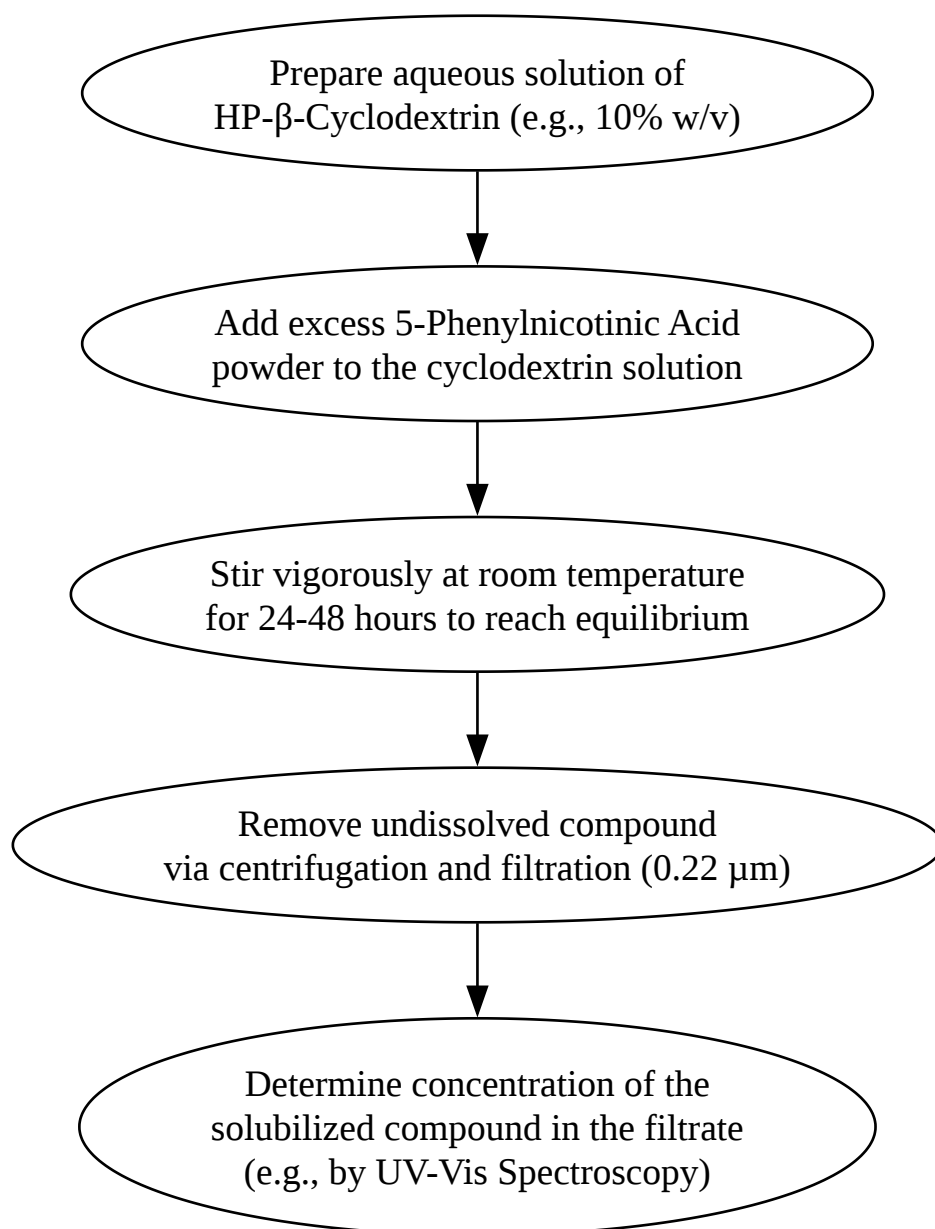 Prepare aqueous solution of
HP-β-Cyclodextrin (e.g., 10% w/v)
Add excess 5-Phenylnicotinic Acid
powder to the cyclodextrin solution
Stir vigorously at room temperature
for 24-48 hours to reach equilibrium
Remove undissolved compound
via centrifugation and filtration (0.22 µm)
Determine concentration of the
solubilized compound in the filtrate
(e.g., by UV-Vis Spectroscopy)